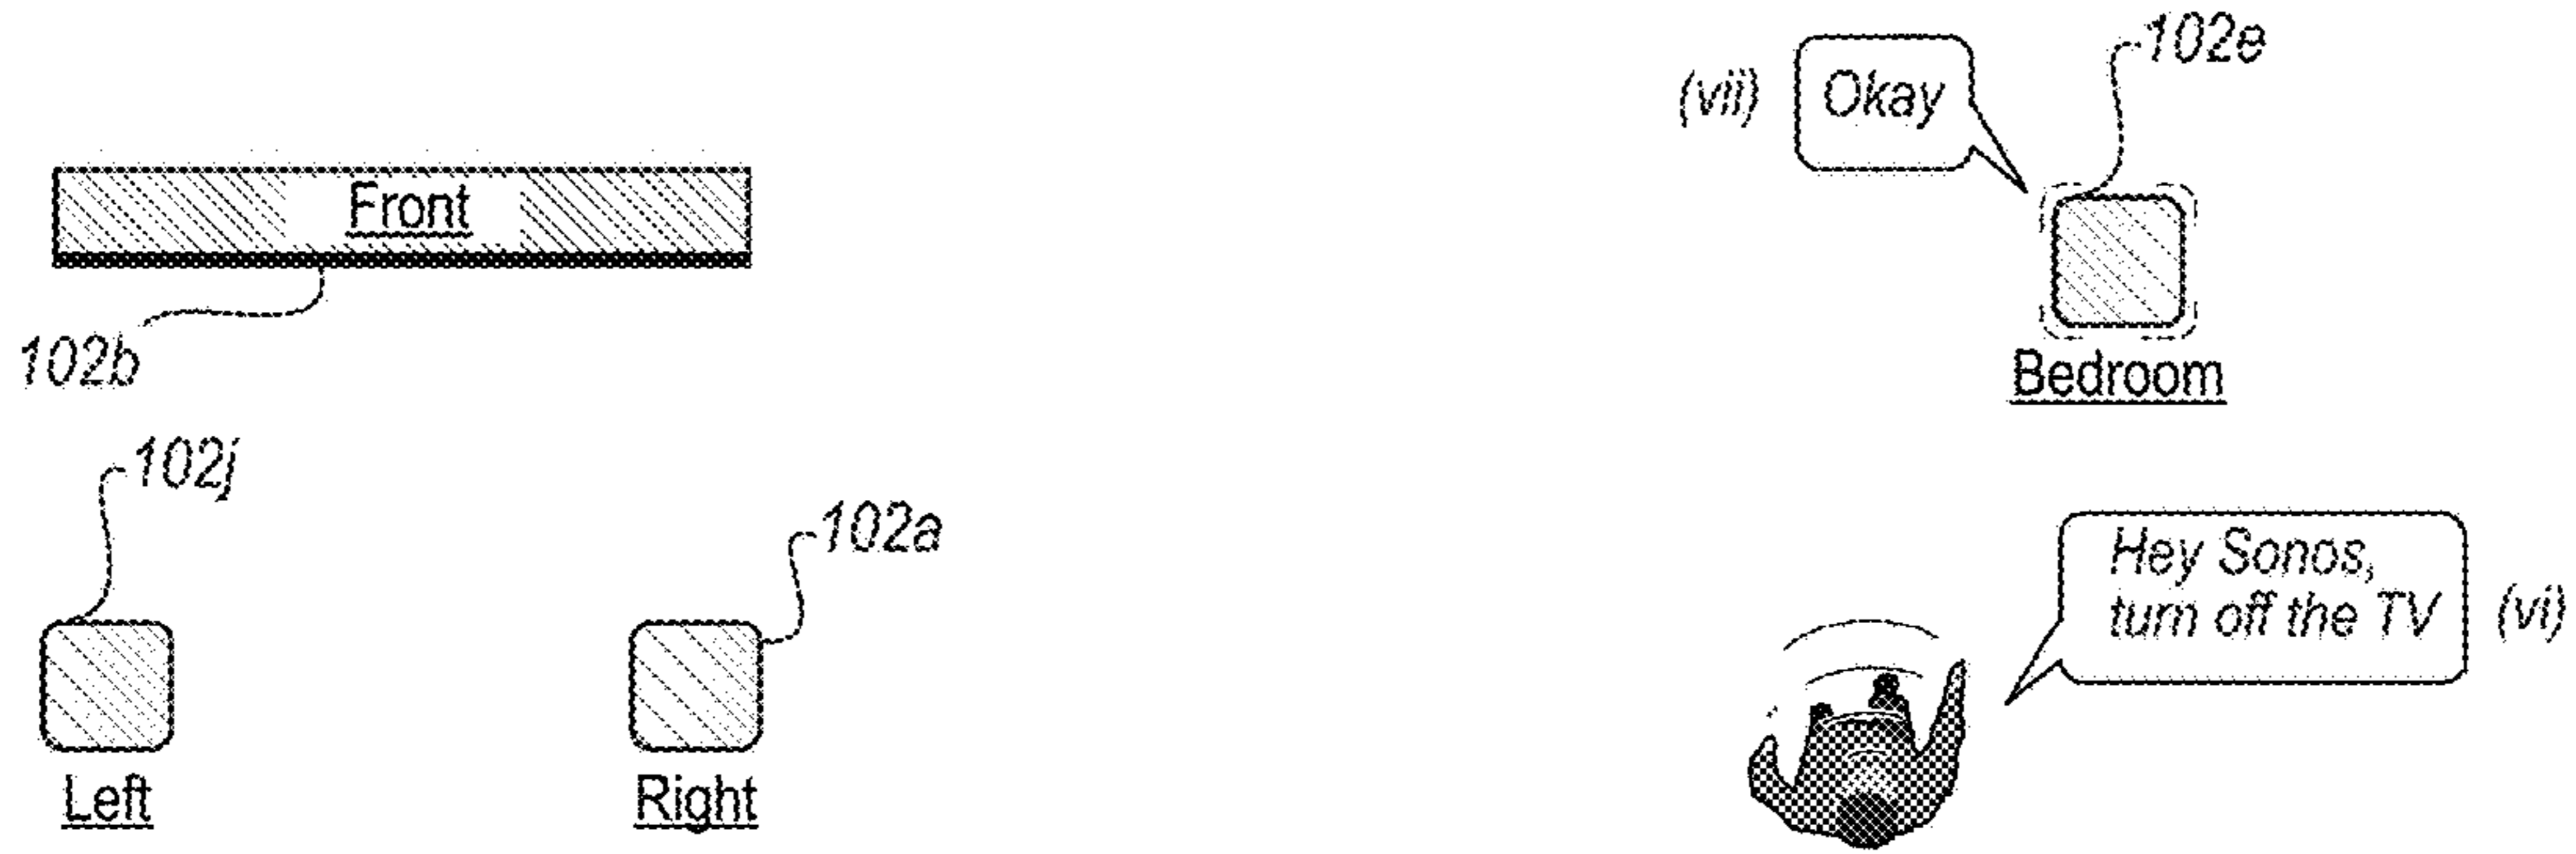 102e
(vii) Okay
Front
102b
Bedroom
102j
102a
Hey Sonos,
turn off the TV (vi)
Left
Right